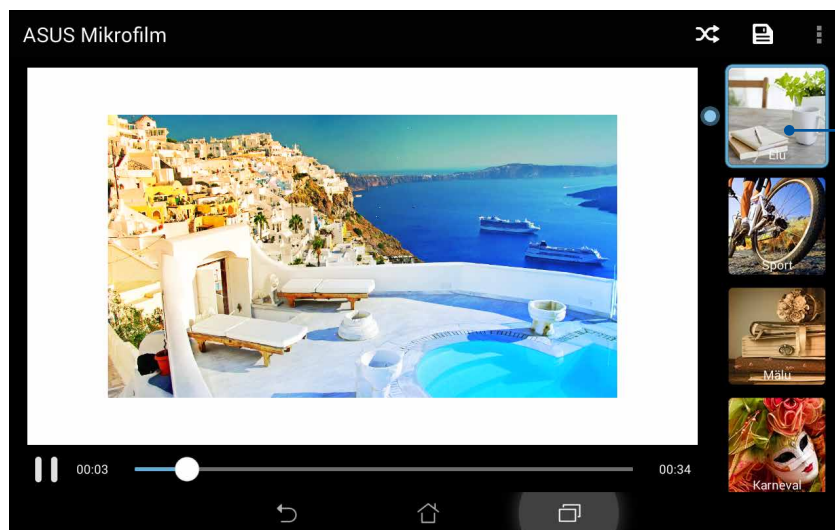 ASUS Mikrofilm
Elu
Sport
Mälu
Karneval
00:03
00:34